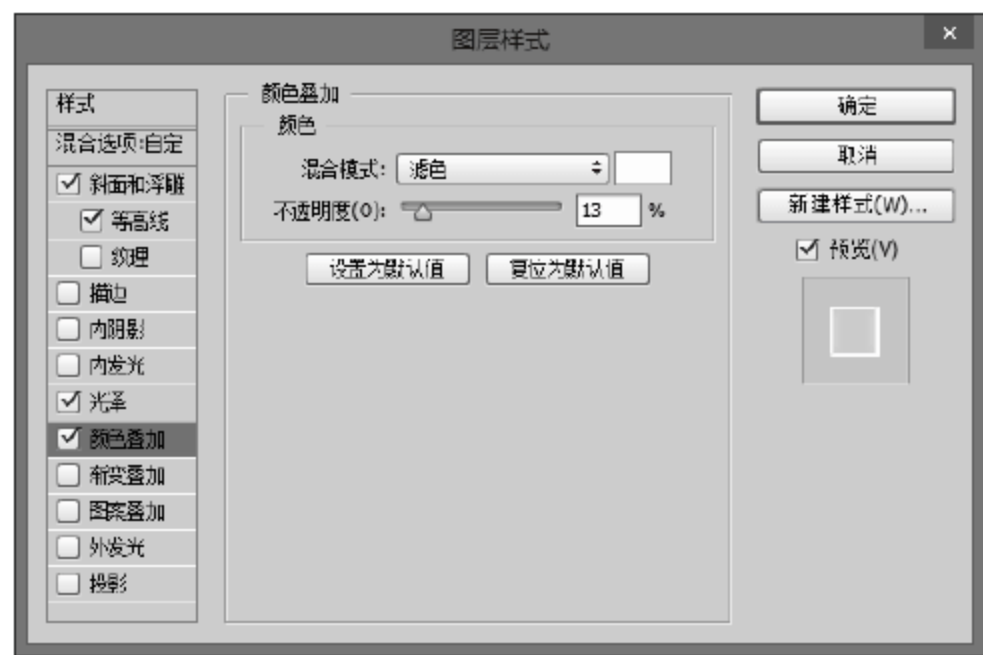 图层样式
样式
混合选项:自定
斜面和浮雕
等高线
纹理
描边
内阴影
内发光
光泽
颜色叠加
渐变叠加
图案叠加
外发光
投影
颜色叠加
颜色
混合模式: 滤色
不透明度(O): 13 %
设置为默认值 复位为默认值
确定
取消
新建样式(W)...
预览(V)